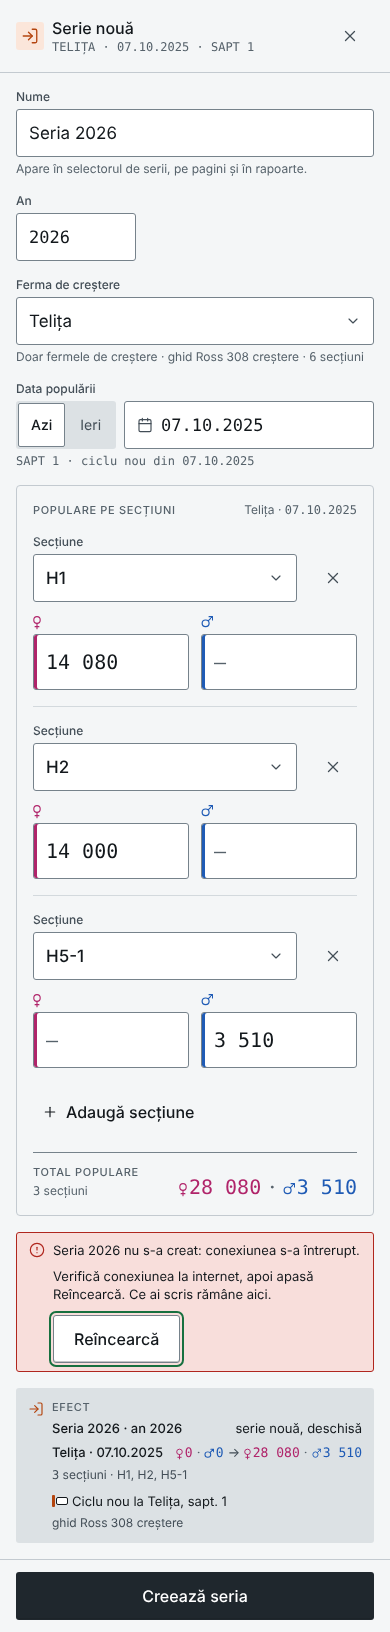 Serie nouă
TELIȚA · 07.10.2025 · SAPT 1
Nume
Seria 2026
Apare în selectorul de serii, pe pagini și în rapoarte.
An
2026
Ferma de creștere
Telița
Doar fermele de creștere · ghid Ross 308 creștere · 6 secțiuni
Data populării
Azi Ieri 07.10.2025
SAPT 1 · ciclu nou din 07.10.2025
POPULARE PE SECȚIUNI Telița · 07.10.2025
Secțiune
H1
♀ ♂
14 080 —
Secțiune
H2
♀ ♂
14 000 —
Secțiune
H5-1
♀ ♂
— 3 510
+ Adaugă secțiune
TOTAL POPULARE
3 secțiuni ♀28 080 · ♂3 510
Seria 2026 nu s-a creat: conexiunea s-a întrerupt.
Verifică conexiunea la internet, apoi apasă
Reîncearcă. Ce ai scris rămâne aici.
Reîncearcă
EFECT
Seria 2026 · an 2026 serie nouă, deschisă
Telița · 07.10.2025 ♀0 · ♂0 → ♀28 080 · ♂3 510
3 secțiuni · H1, H2, H5-1
Ciclu nou la Telița, sapt. 1
ghid Ross 308 creștere
Creează seria